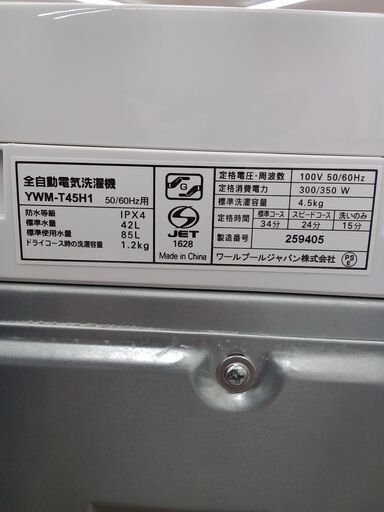 全自動電気洗濯機
YWM-T45H1 50/60Hz用
防水等級 IPX4
標準水量 42L
標準使用水量 85L
ドライコース時の洗濯容量 1.2kg
G
JET
1628
Made in China
定格電圧・周波数 100V 50/60Hz
定格消費電力 300/350 W
標準洗濯容量 4.5kg
定格時間 標準コース スピードコース 洗いのみ
34分 24分 15分
製造番号 259405
ワールプールジャパン株式会社
PS
E